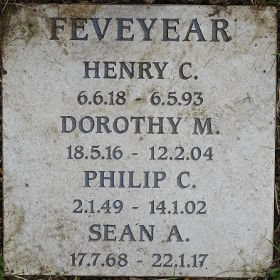 FEVEYEAR
HENRY C.
6.6.18 - 6.5.93
DOROTHY M.
18.5.16 - 12.2.04
PHILIP C.
2.1.49 - 14.1.02
SEAN A.
17.7.68 - 22.1.17